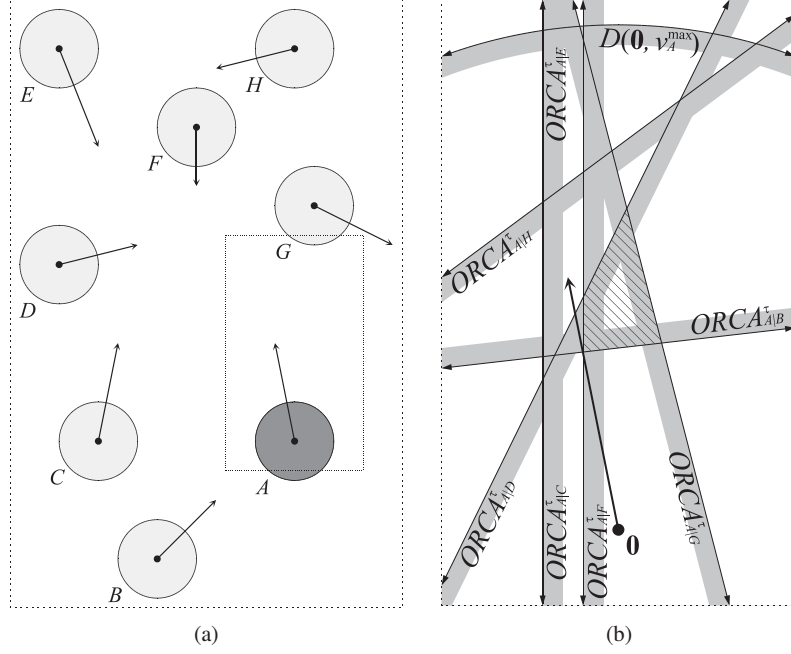 E
H
F
G
D
C
A
B
(a)
D(0, v_A^max)
ORCA^τ_A|E
ORCA^τ_A|H
ORCA^τ_A|B
ORCA^τ_A|D
ORCA^τ_A|C
ORCA^τ_A|F
ORCA^τ_A|G
0
(b)